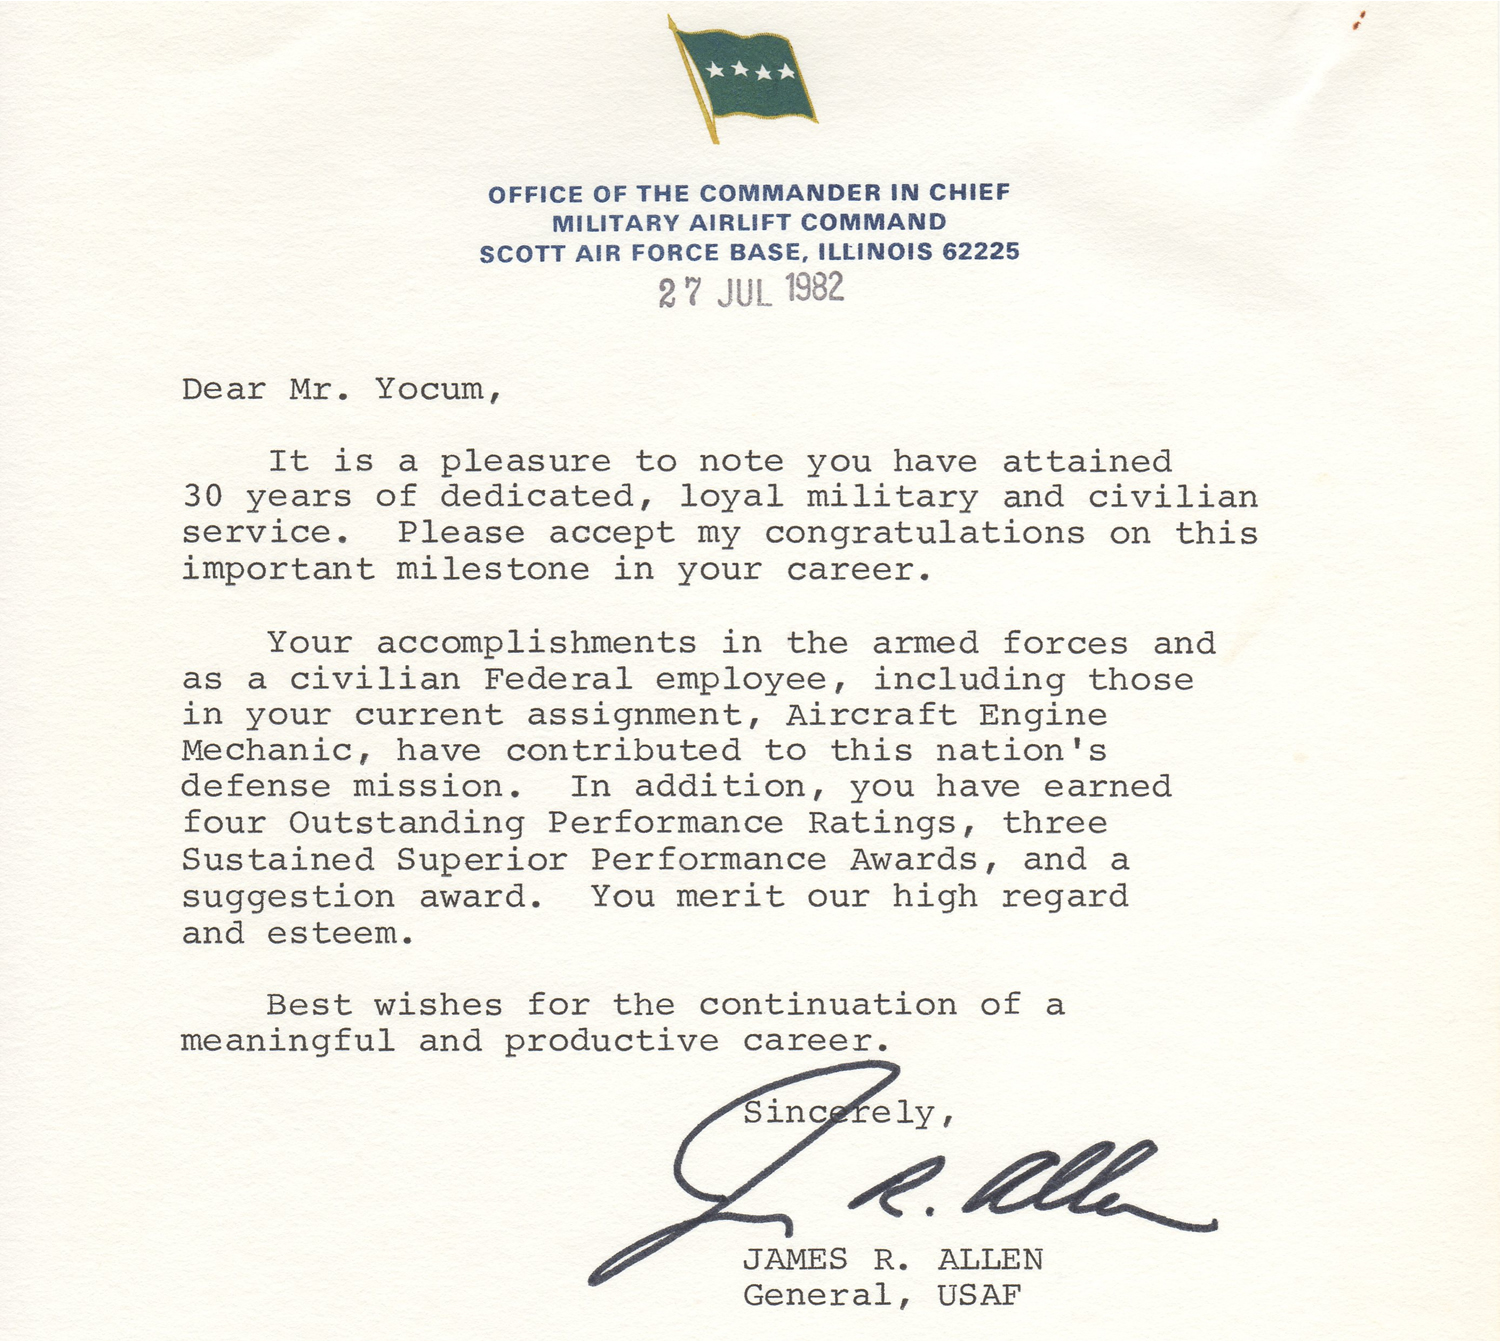 OFFICE OF THE COMMANDER IN CHIEF
MILITARY AIRLIFT COMMAND
SCOTT AIR FORCE BASE, ILLINOIS 62225
27 JUL 1982
Dear Mr. Yocum,
It is a pleasure to note you have attained
30 years of dedicated, loyal military and civilian
service.  Please accept my congratulations on this
important milestone in your career.
Your accomplishments in the armed forces and
as a civilian Federal employee, including those
in your current assignment, Aircraft Engine
Mechanic, have contributed to this nation's
defense mission.  In addition, you have earned
four Outstanding Performance Ratings, three
Sustained Superior Performance Awards, and a
suggestion award.  You merit our high regard
and esteem.
Best wishes for the continuation of a
meaningful and productive career.
Sincerely,
J R. Allen
JAMES R. ALLEN
General, USAF